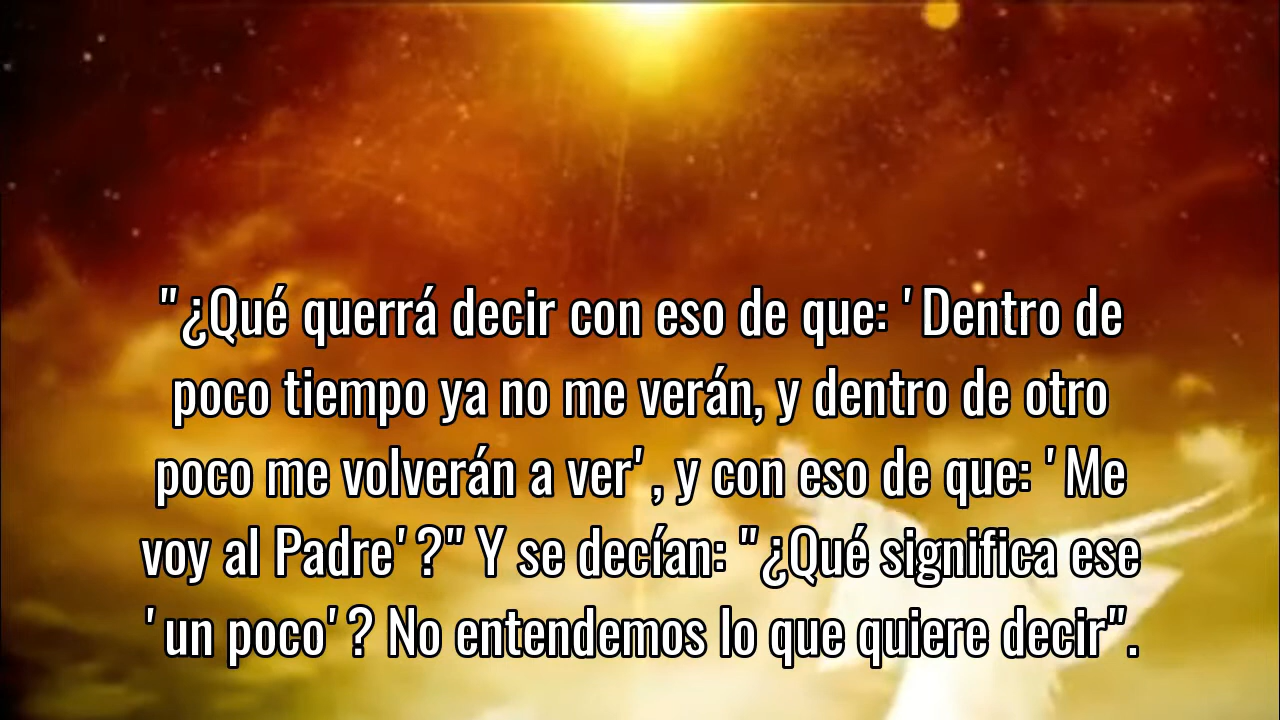 "¿Qué querrá decir con eso de que: 'Dentro de
poco tiempo ya no me verán, y dentro de otro
poco me volverán a ver', y con eso de que: 'Me
voy al Padre'?" Y se decían: "¿Qué significa ese
'un poco'? No entendemos lo que quiere decir".